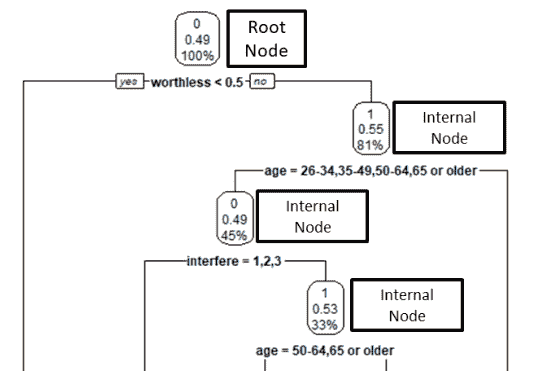 0
0.49
100%
Root
Node
yes worthless < 0.5 no
1
0.55
81%
Internal
Node
age = 26-34,35-49,50-64,65 or older
0
0.49
45%
Internal
Node
interfere = 1,2,3
1
0.53
33%
Internal
Node
age = 50-64,65 or older